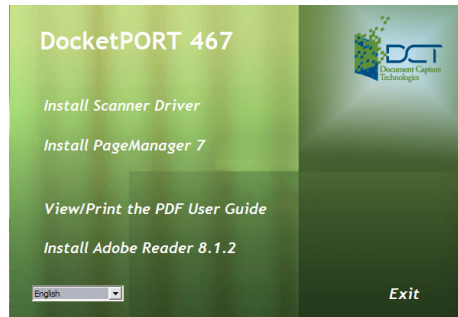 DocketPORT 467
DCT
Document Capture
Technologies
Install Scanner Driver
Install PageManager 7
View/Print the PDF User Guide
Install Adobe Reader 8.1.2
English
Exit